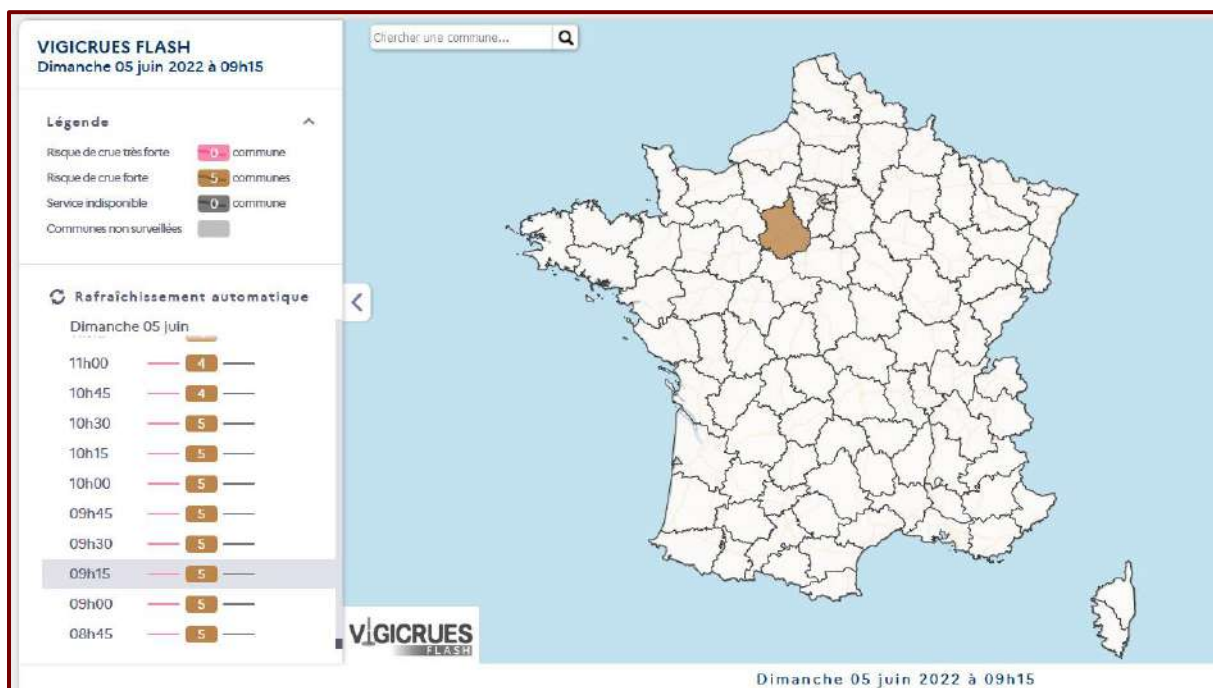 VIGICRUES FLASH
Dimanche 05 juin 2022 à 09h15
Légende
Risque de crue très forte 0 commune
Risque de crue forte 5 communes
Service indisponible 0 commune
Communes non surveillées
Rafraîchissement automatique
Dimanche 05 juin
11h00 4
10h45 4
10h30 5
10h15 5
10h00 5
09h45 5
09h30 5
09h15 5
09h00 5
08h45 5
Chercher une commune...
VIGICRUES
FLASH
Dimanche 05 juin 2022 à 09h15